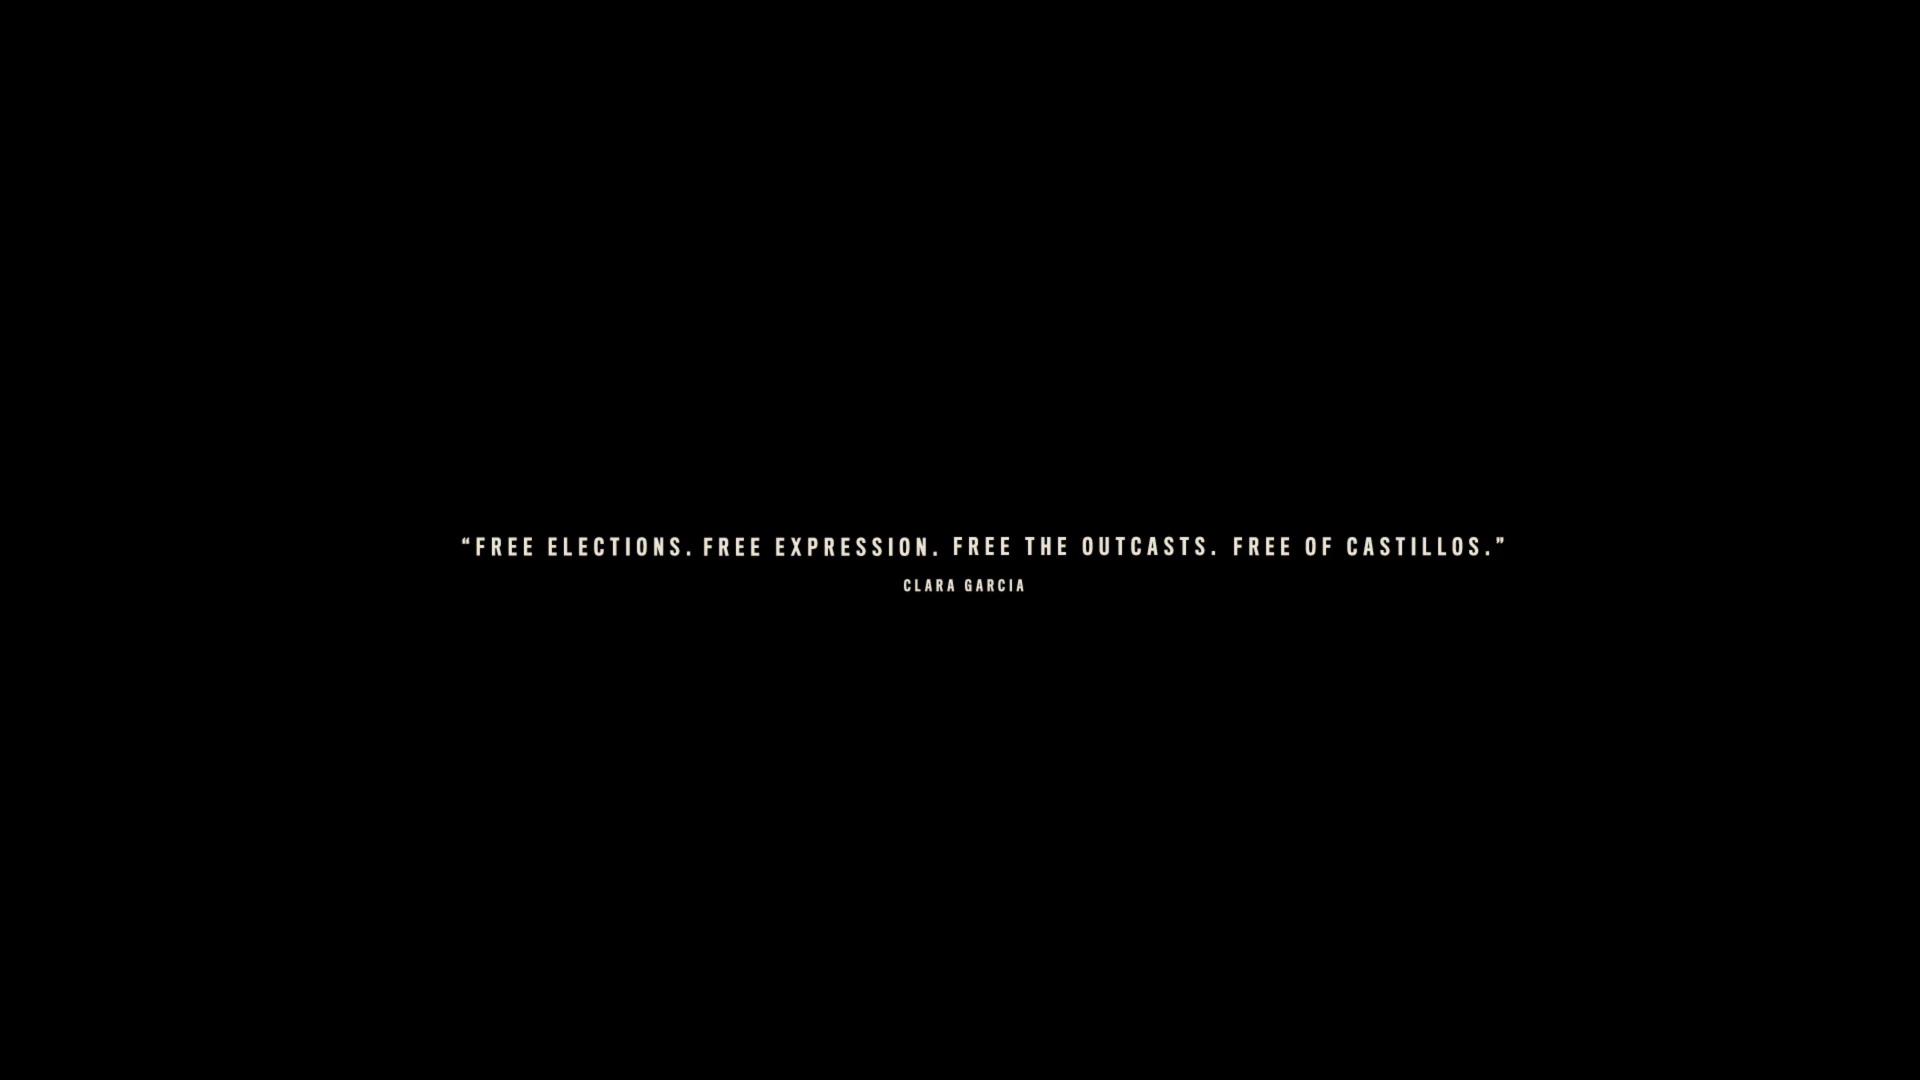 “FREE ELECTIONS. FREE EXPRESSION. FREE THE OUTCASTS. FREE OF CASTILLOS.”
CLARA GARCIA